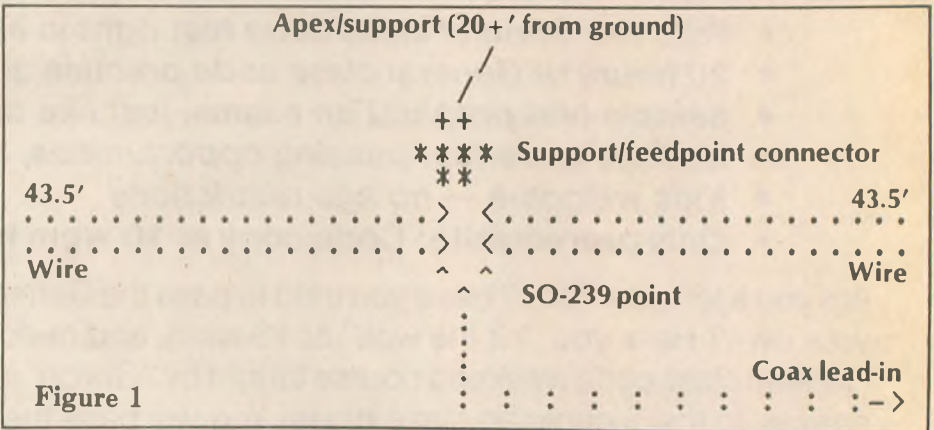 Apex/support (20+' from ground)
++
**** Support/feedpoint connector
**
43.5' 43.5'
> <
> <
Wire Wire
^ ^
^ SO-239 point
Coax lead-in
Figure 1 ->